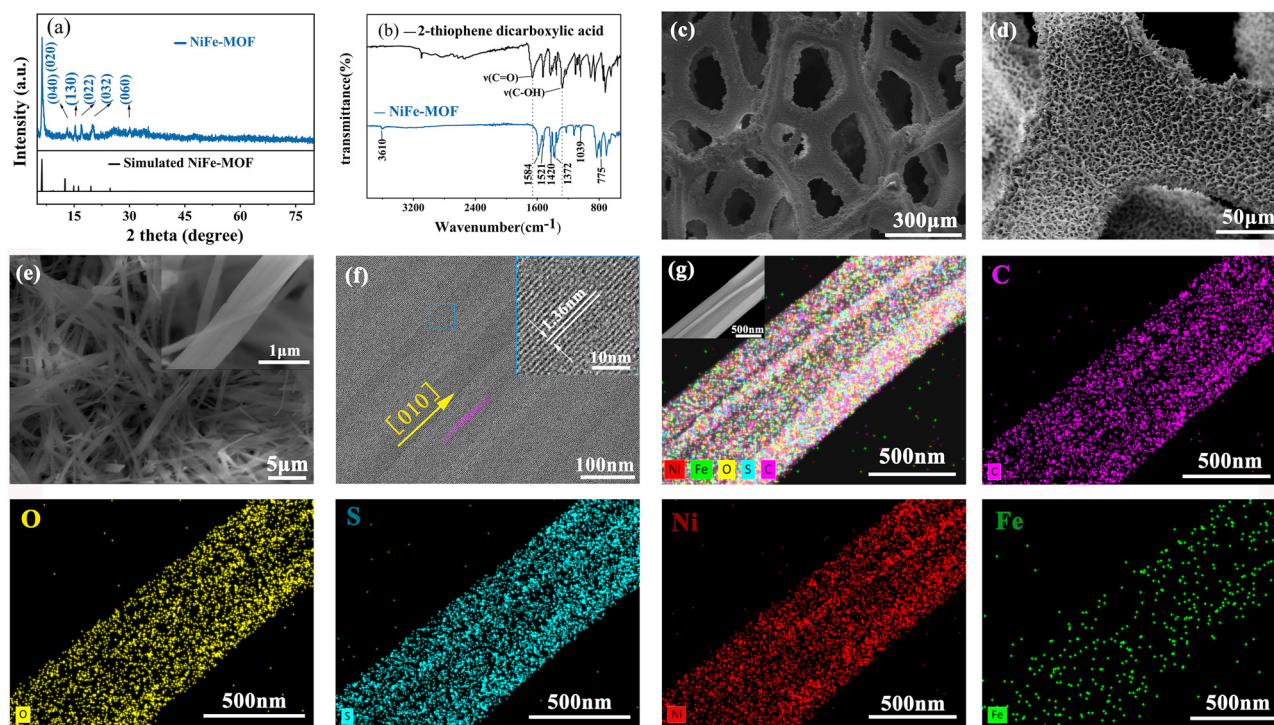 (a)
NiFe-MOF
(040) (020)
(130)
(022)
(032)
(060)
Simulated NiFe-MOF
Intensity (a.u.)
15 30 45 60 75
2 theta (degree)
(b)
2-thiophene dicarboxylic acid
ν(C=O)
ν(C-OH)
NiFe-MOF
3610
1584
1521
1420
1372
1039
775
transmittance(%)
3200 2400 1600 800
Wavenumber(cm-1)
(c)
300μm
(d)
50μm
(e)
1μm
5μm
(f)
1.36nm
10nm
[010]
100nm
(g)
500nm
Ni Fe O S C
500nm
C
C
500nm
O
O
500nm
S
S
500nm
Ni
Ni
500nm
Fe
Fe
500nm